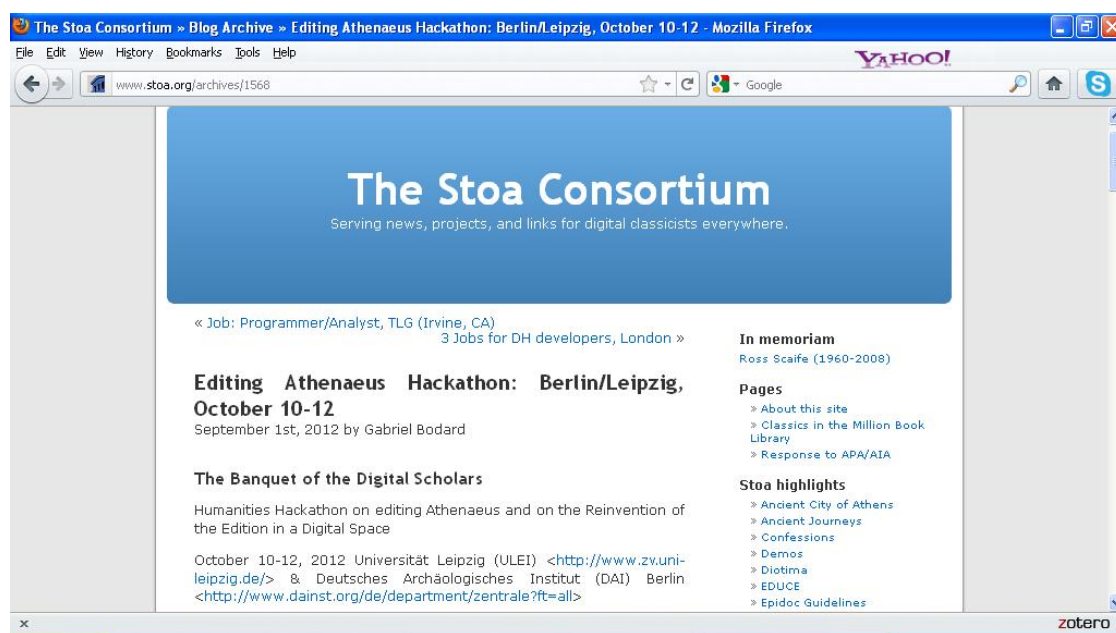 The Stoa Consortium » Blog Archive » Editing Athenaeus Hackathon: Berlin/Leipzig, October 10-12 - Mozilla Firefox
File Edit View History Bookmarks Tools Help
YAHOO!
www.stoa.org/archives/1568
Google
The Stoa Consortium
Serving news, projects, and links for digital classicists everywhere.
« Job: Programmer/Analyst, TLG (Irvine, CA)
3 Jobs for DH developers, London »
Editing Athenaeus Hackathon: Berlin/Leipzig,
October 10-12
September 1st, 2012 by Gabriel Bodard
The Banquet of the Digital Scholars
Humanities Hackathon on editing Athenaeus and on the Reinvention of
the Edition in a Digital Space
October 10-12, 2012 Universität Leipzig (ULEI) <http://www.zv.uni-
leipzig.de/> & Deutsches Archäologisches Institut (DAI) Berlin
<http://www.dainst.org/de/department/zentrale?ft=all>
In memoriam
Ross Scaife (1960-2008)
Pages
» About this site
» Classics in the Million Book
Library
» Response to APA/AIA
Stoa highlights
» Ancient City of Athens
» Ancient Journeys
» Confessions
» Demos
» Diotima
» EDUCE
» Epidoc Guidelines
x
zotero